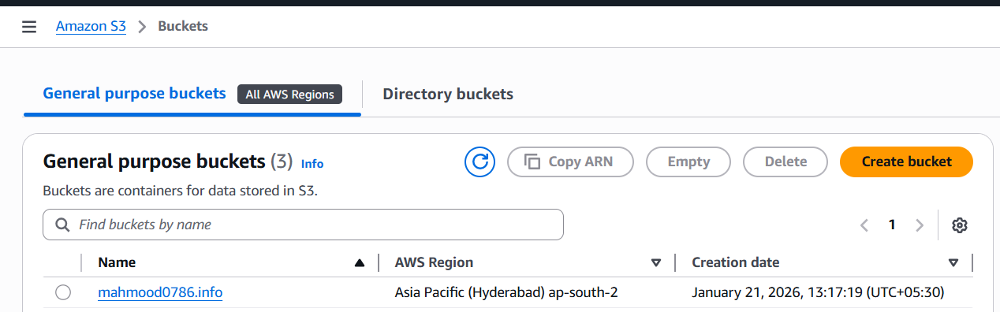 Amazon S3 > Buckets
General purpose buckets All AWS Regions Directory buckets
General purpose buckets (3) Info
Copy ARN Empty Delete Create bucket
Buckets are containers for data stored in S3.
Find buckets by name
1
Name AWS Region Creation date
mahmood0786.info Asia Pacific (Hyderabad) ap-south-2 January 21, 2026, 13:17:19 (UTC+05:30)